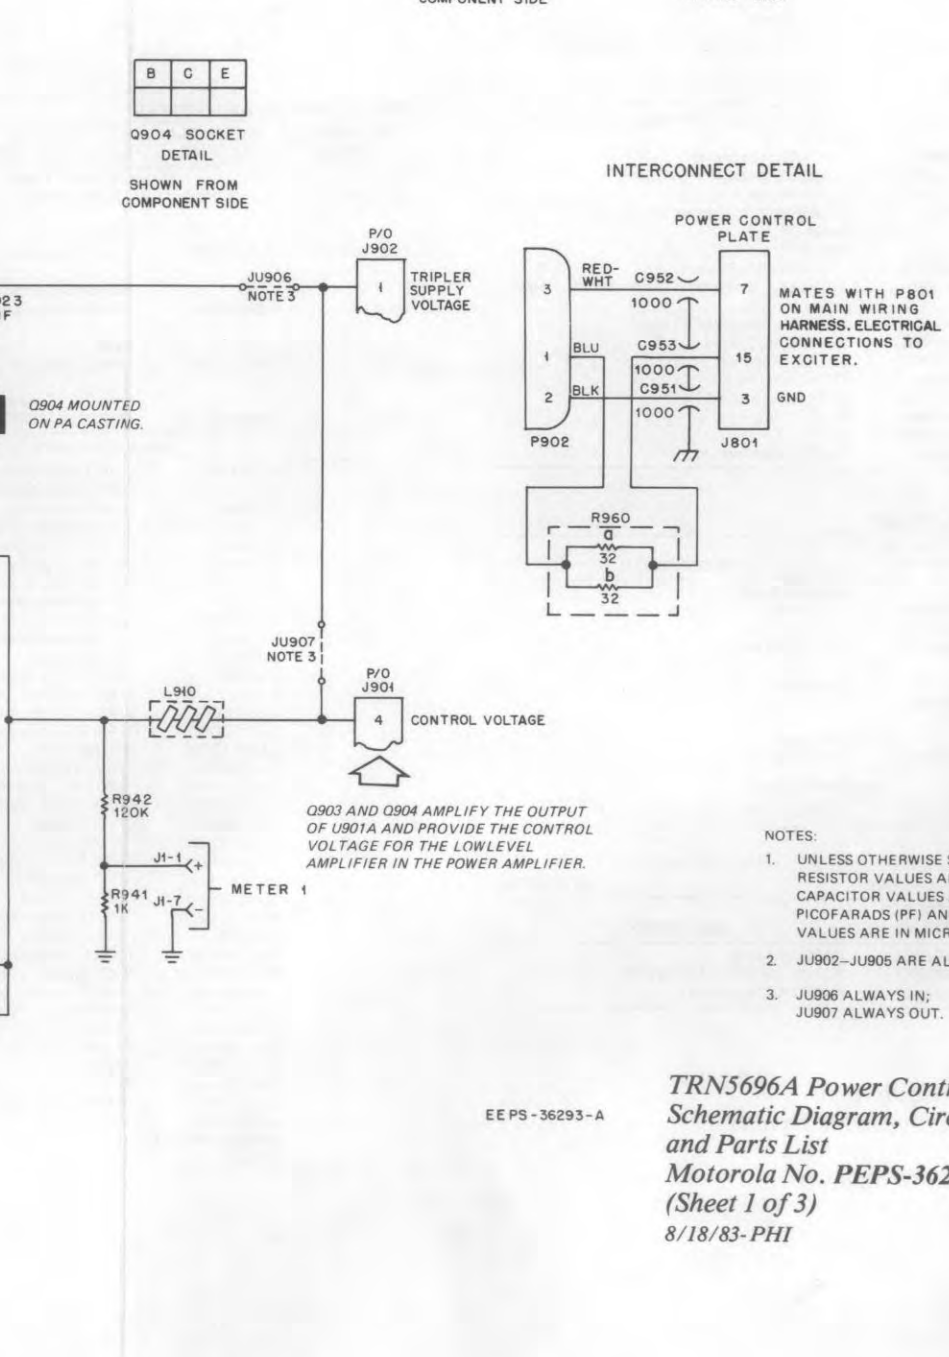 COMPONENT SIDE
B C E
Q904 SOCKET
DETAIL
SHOWN FROM
COMPONENT SIDE
INTERCONNECT DETAIL
P/O
J902
1
TRIPLER
SUPPLY
VOLTAGE
JU906
NOTE 3
POWER CONTROL
PLATE
3
RED-
WHT
C952
1000
7
MATES WITH P801
ON MAIN WIRING
HARNESS. ELECTRICAL
CONNECTIONS TO
EXCITER.
1
BLU
C953
1000
15
2
BLK
C951
1000
3
GND
P902
J801
Q904 MOUNTED
ON PA CASTING.
R960
a
32
b
32
JU907
NOTE 3
P/O
J901
4
CONTROL VOLTAGE
L910
Q903 AND Q904 AMPLIFY THE OUTPUT
OF U901A AND PROVIDE THE CONTROL
VOLTAGE FOR THE LOWLEVEL
AMPLIFIER IN THE POWER AMPLIFIER.
R942
120K
J1-1
+
R941
1K
J1-7
-
METER 1
NOTES:
1. UNLESS OTHERWISE
RESISTOR VALUES
CAPACITOR VALUES
PICOFARADS (PF) AN
VALUES ARE IN MICR
2. JU902-JU905 ARE AL
3. JU906 ALWAYS IN;
JU907 ALWAYS OUT.
EEPS-36293-A
TRN5696A Power Cont
Schematic Diagram, Circ
and Parts List
Motorola No. PEPS-362
(Sheet 1 of 3)
8/18/83-PHI